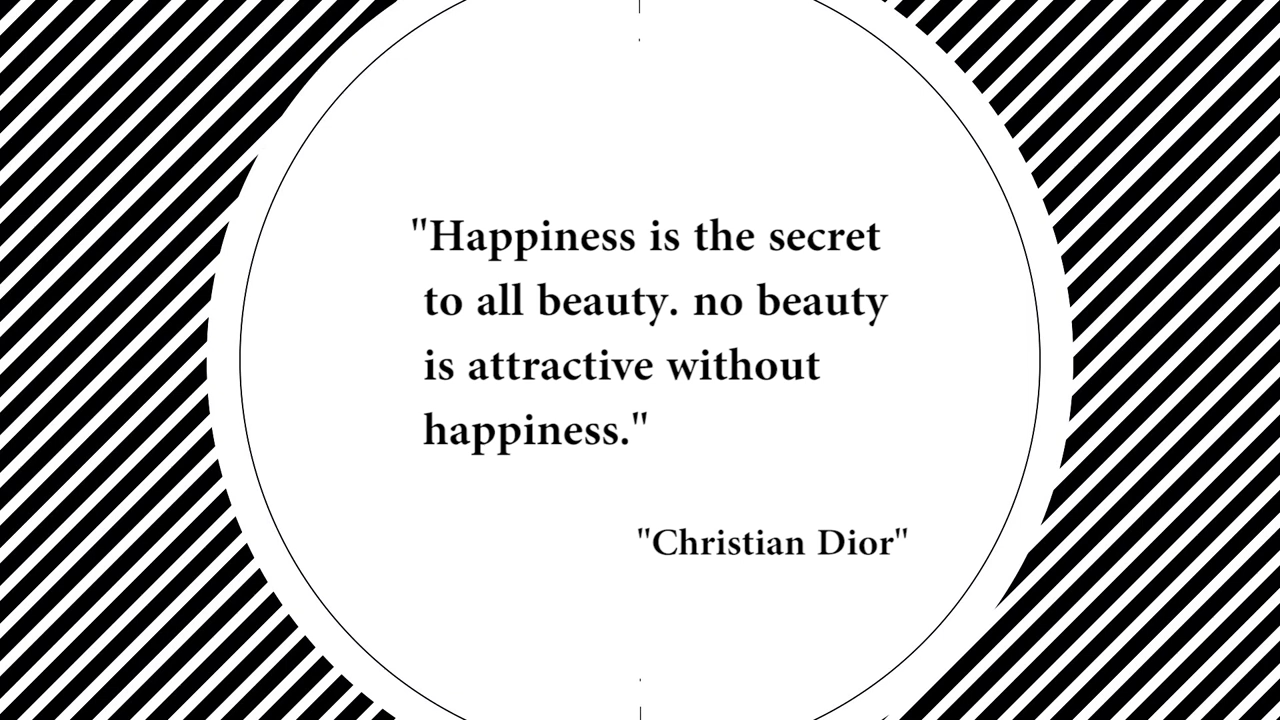 "Happiness is the secret
to all beauty. no beauty
is attractive without
happiness."
"Christian Dior"